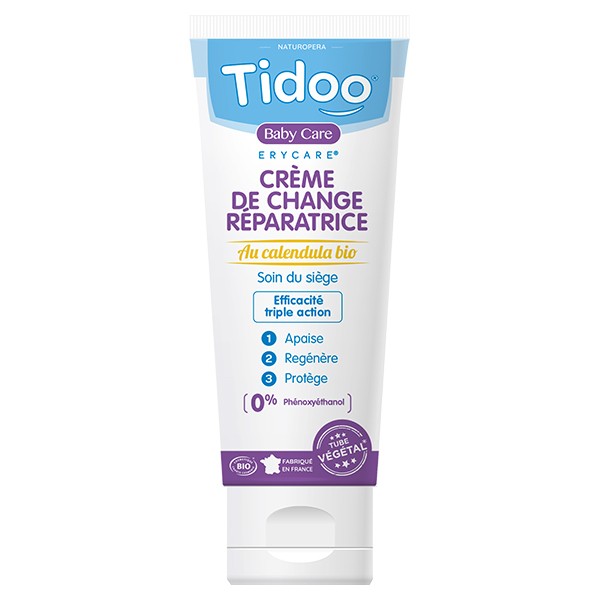 NATUROPERA
Tidoo®
Baby Care
ERYCARE®
CRÈME
DE CHANGE
RÉPARATRICE
Au calendula bio
Soin du siège
Efficacité
triple action
1 Apaise
2 Regénère
3 Protège
[0% Phénoxyéthanol]
BIO
FABRIQUÉ
EN FRANCE
TUBE
VÉGÉTAL*